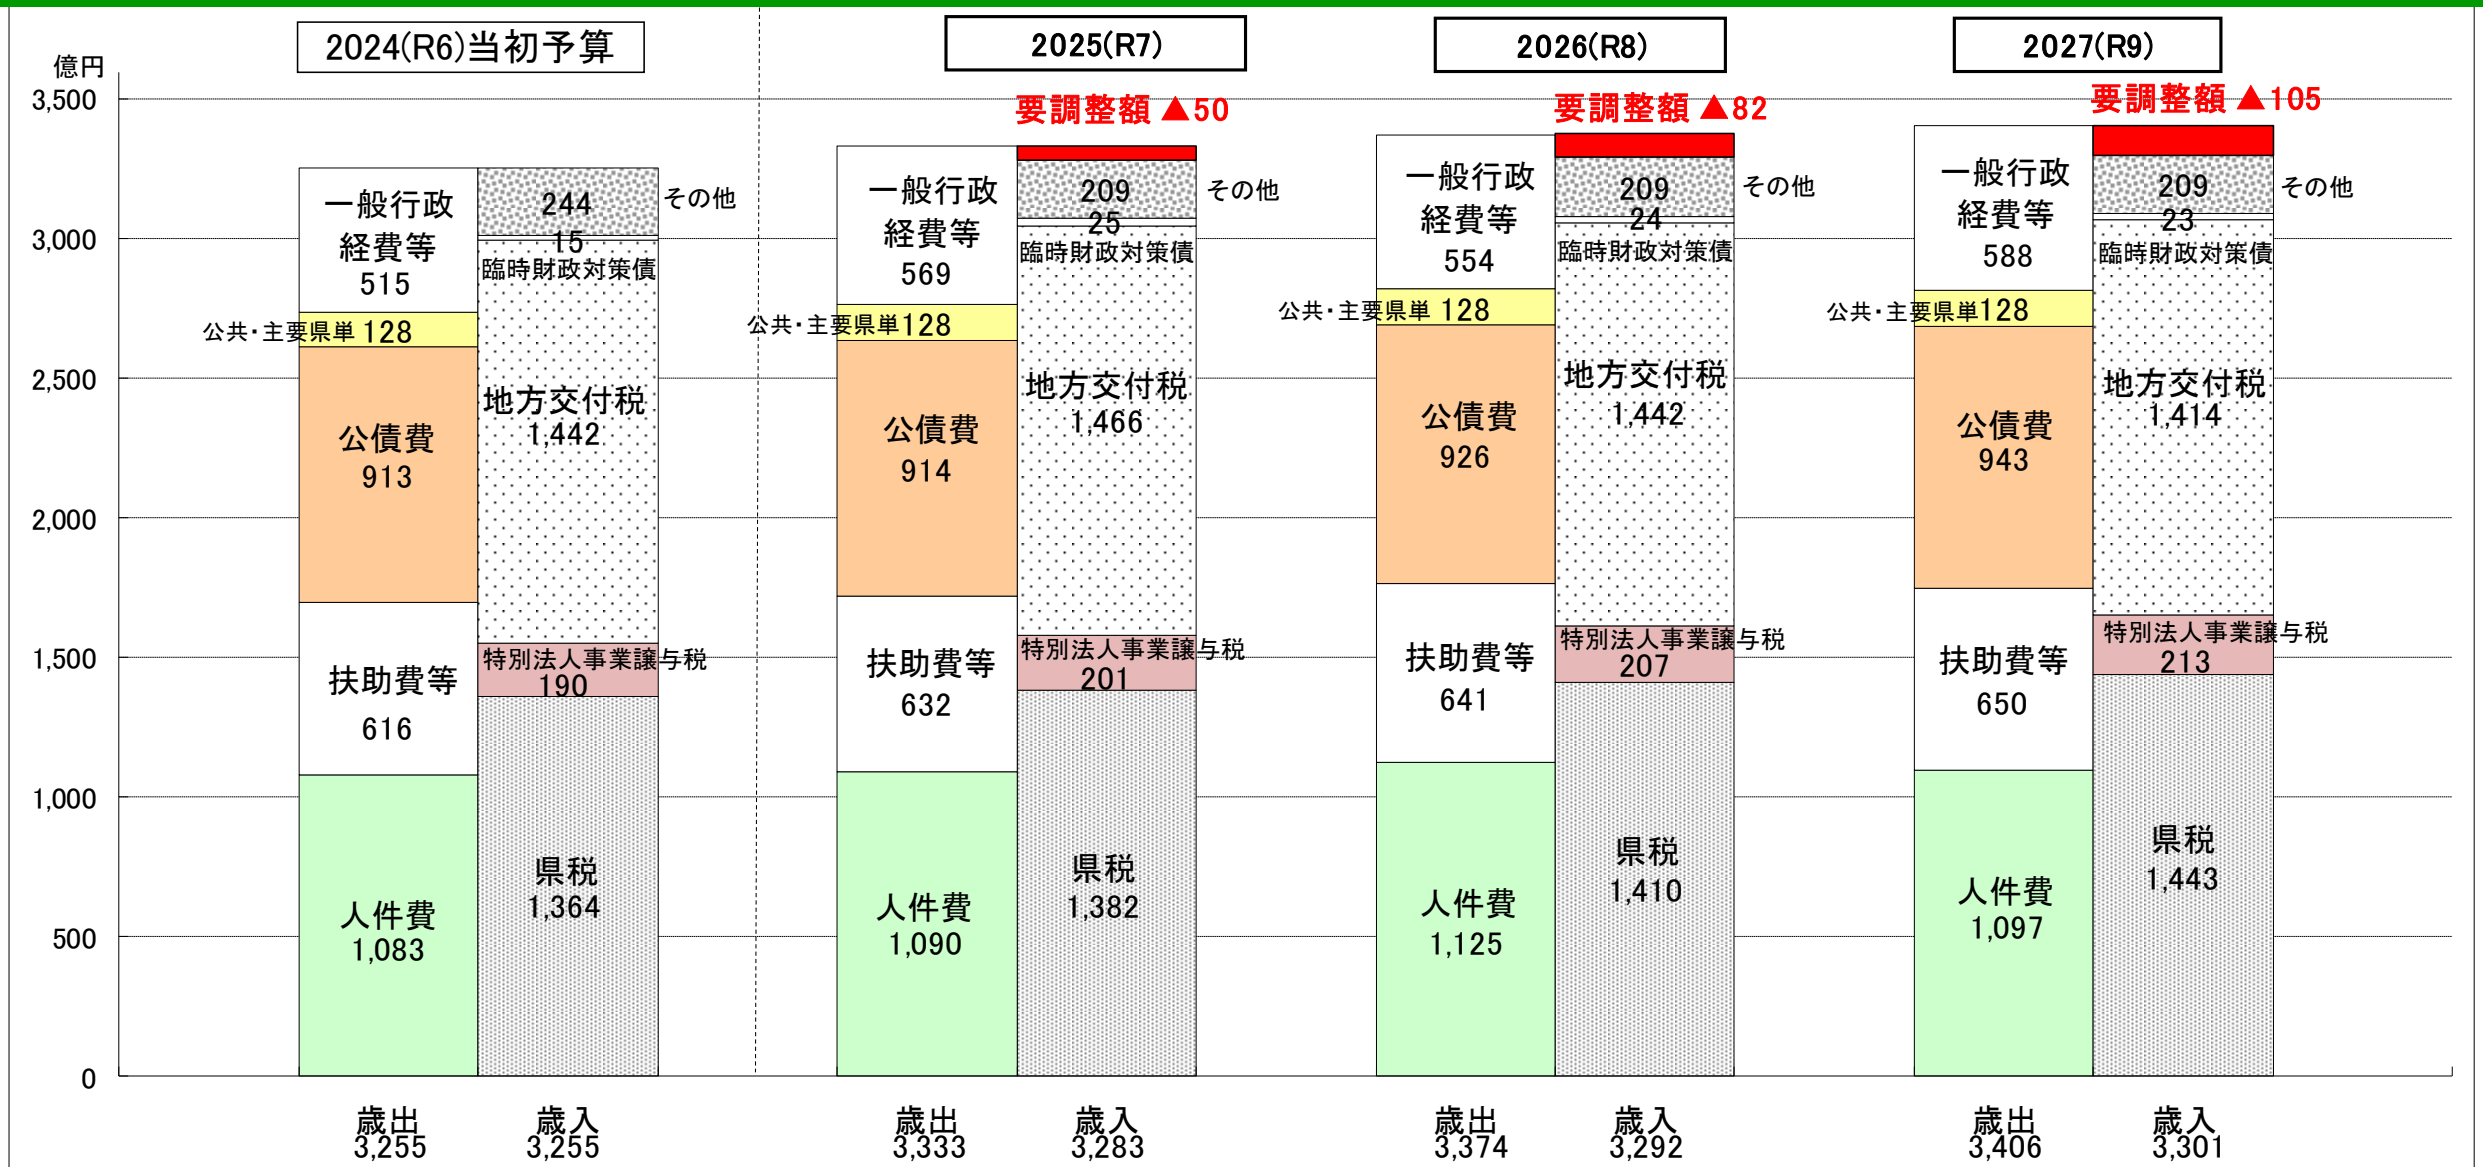 2024(R6)当初予算
2025(R7)
2026(R8)
2027(R9)
億円
3,500
3,000
2,500
2,000
1,500
1,000
500
0
一般行政
経費等
515
公共・主要県単 128
公債費
913
扶助費等
616
人件費
1,083
244
その他
15
臨時財政対策債
地方交付税
1,442
特別法人事業譲与税
190
県税
1,364
歳出
3,255
歳入
3,255
要調整額 ▲50
一般行政
経費等
569
公共・主要県単128
公債費
914
扶助費等
632
人件費
1,090
209
その他
25
臨時財政対策債
地方交付税
1,466
特別法人事業譲与税
201
県税
1,382
歳出
3,333
歳入
3,283
要調整額 ▲82
一般行政
経費等
554
公共・主要県単 128
公債費
926
扶助費等
641
人件費
1,125
209
その他
24
臨時財政対策債
地方交付税
1,442
特別法人事業譲与税
207
県税
1,410
歳出
3,374
歳入
3,292
要調整額 ▲105
一般行政
経費等
588
公共・主要県単128
公債費
943
扶助費等
650
人件費
1,097
209
その他
23
臨時財政対策債
地方交付税
1,414
特別法人事業譲与税
213
県税
1,443
歳出
3,406
歳入
3,301